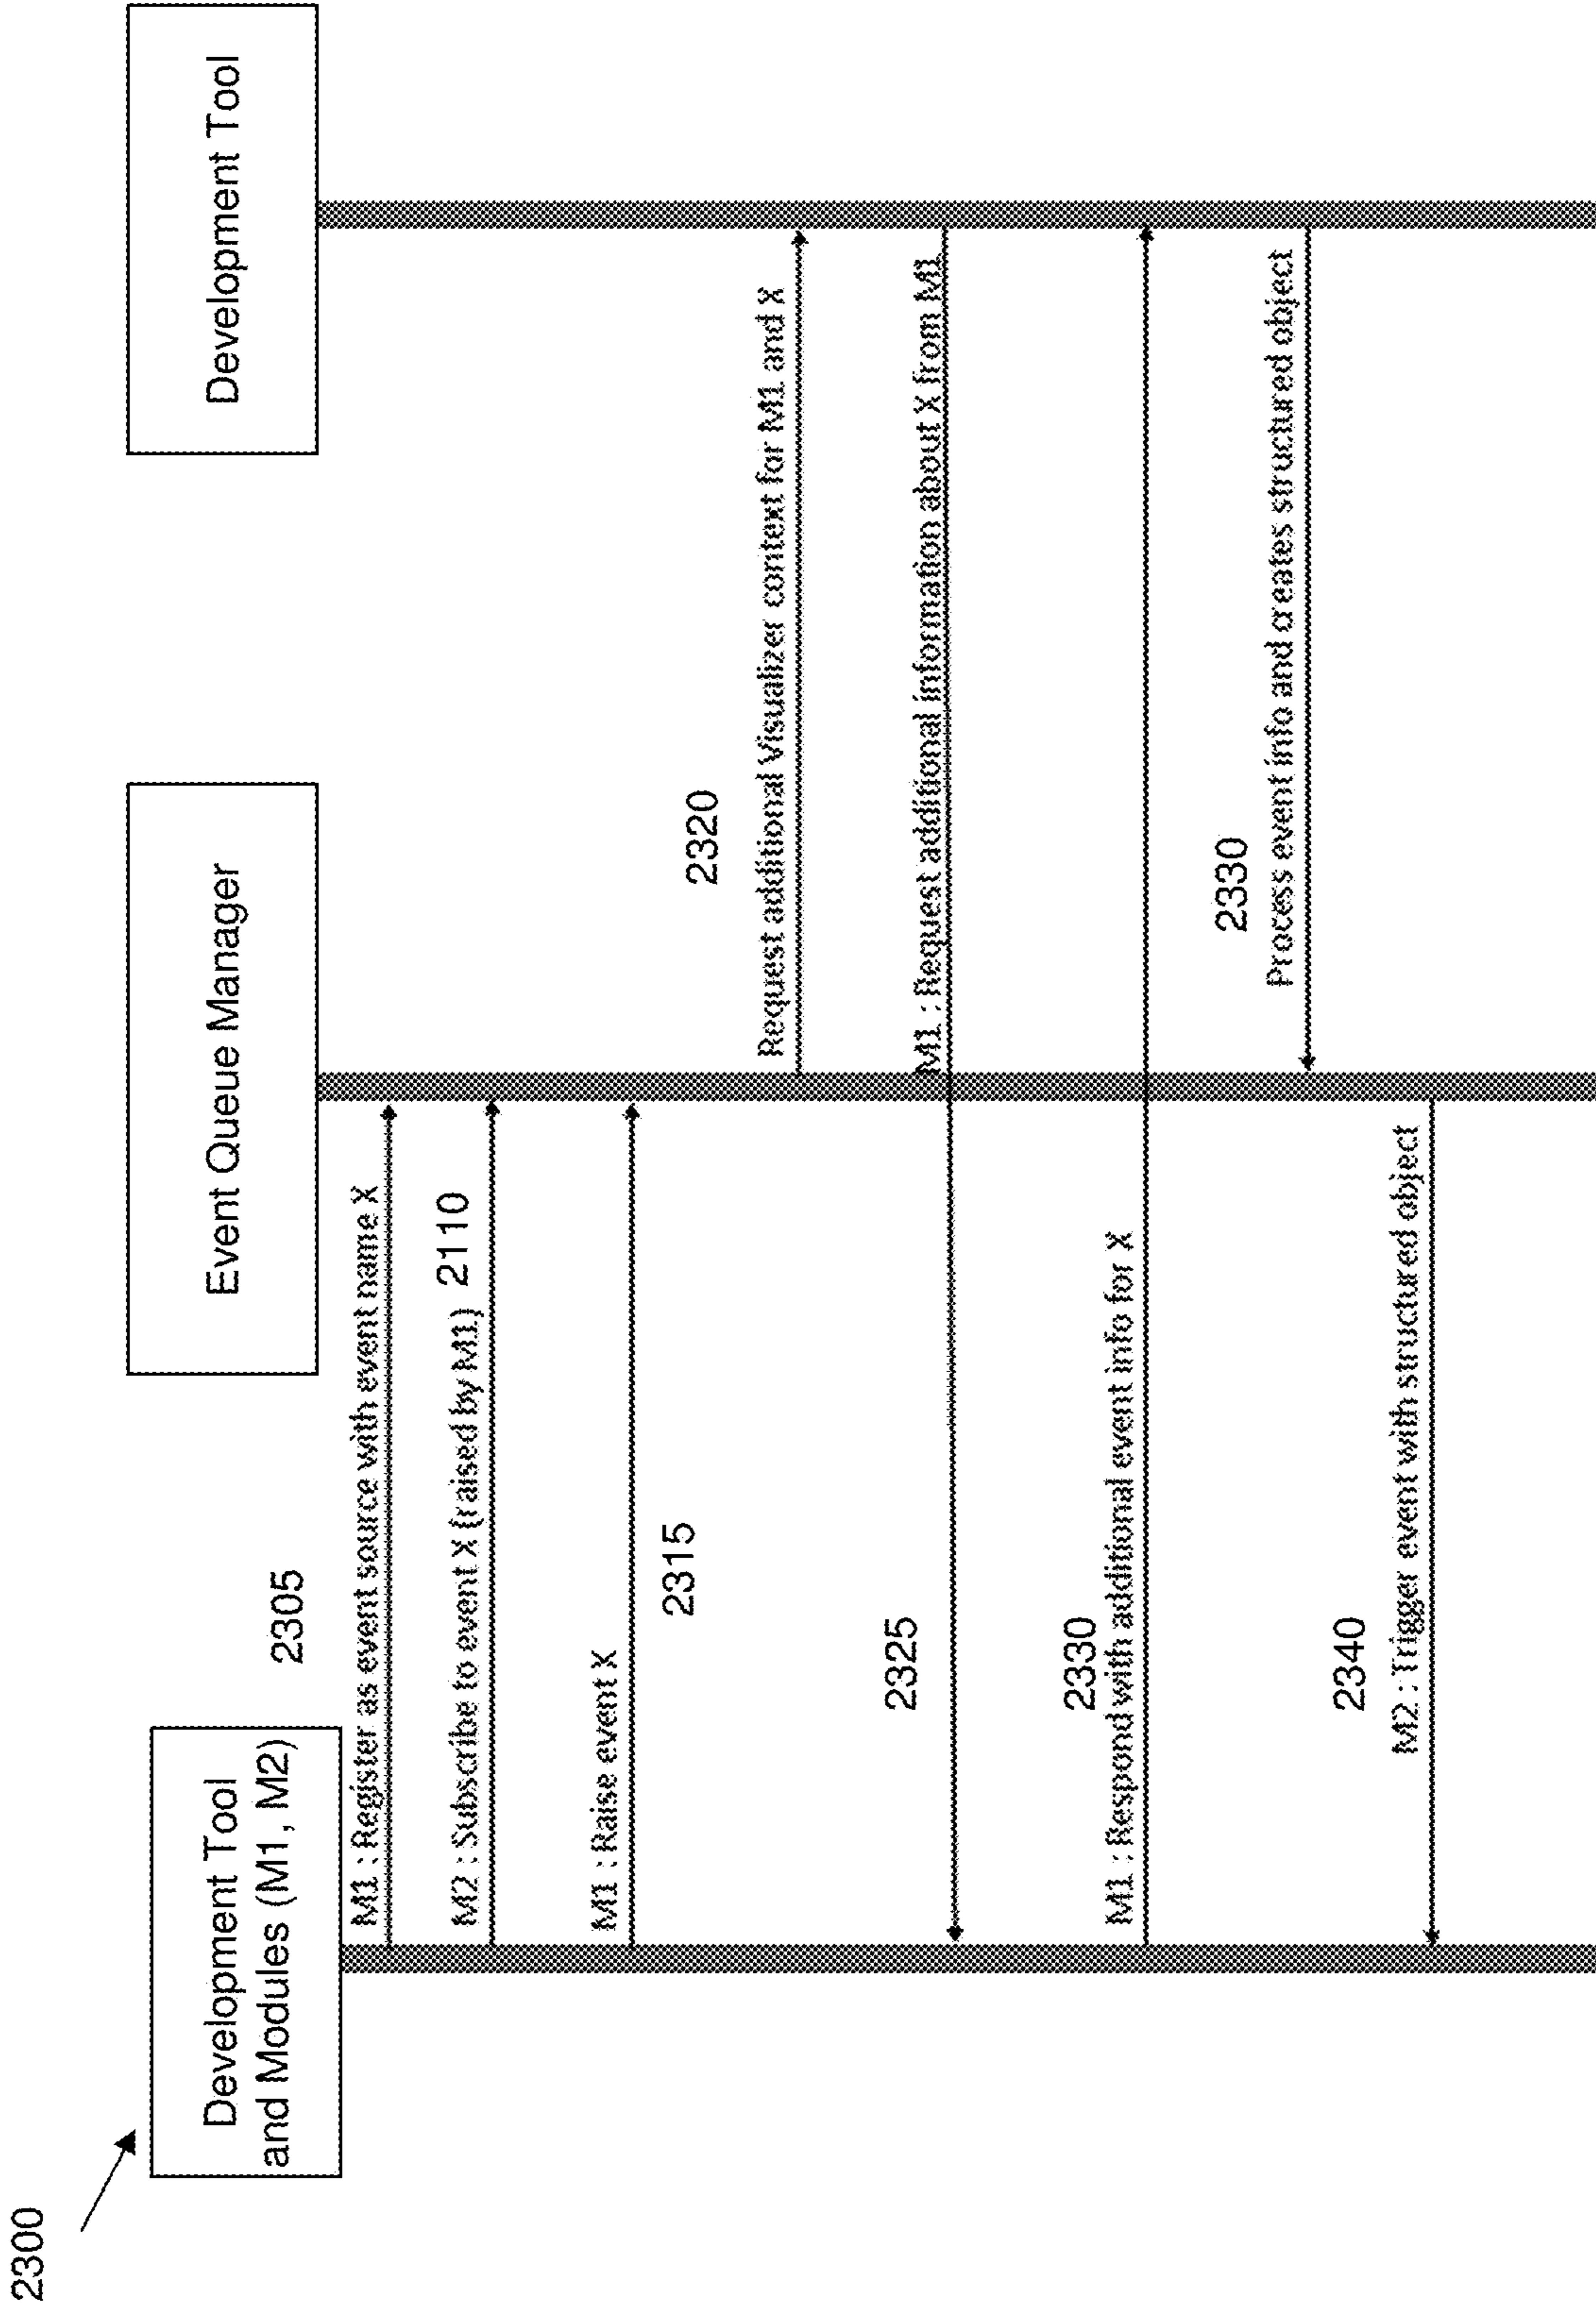 2300
Development Tool
and Modules (M1, M2)
Event Queue Manager
Development Tool
2305
M1 : Register as event source with event name X
M2 : Subscribe to event X (raised by M1)
2110
M1 : Raise event X
2315
2320
Request additional Visualizer context for M1 and X
M1 : Request additional information about X from M1
2325
2330
M1 : Respond with additional event info for X
2330
Process event info and creates structured object
2340
M2 : Trigger event with structured object